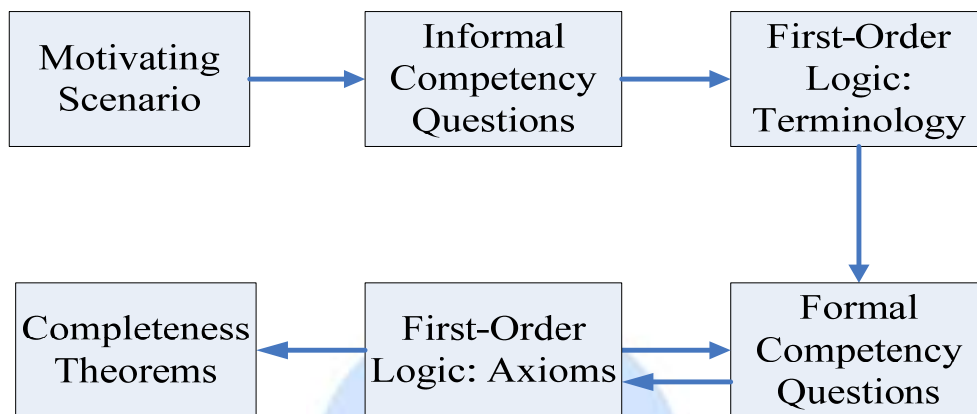 Motivating
Scenario
Informal
Competency
Questions
First-Order
Logic:
Terminology
Completeness
Theorems
First-Order
Logic: Axioms
Formal
Competency
Questions